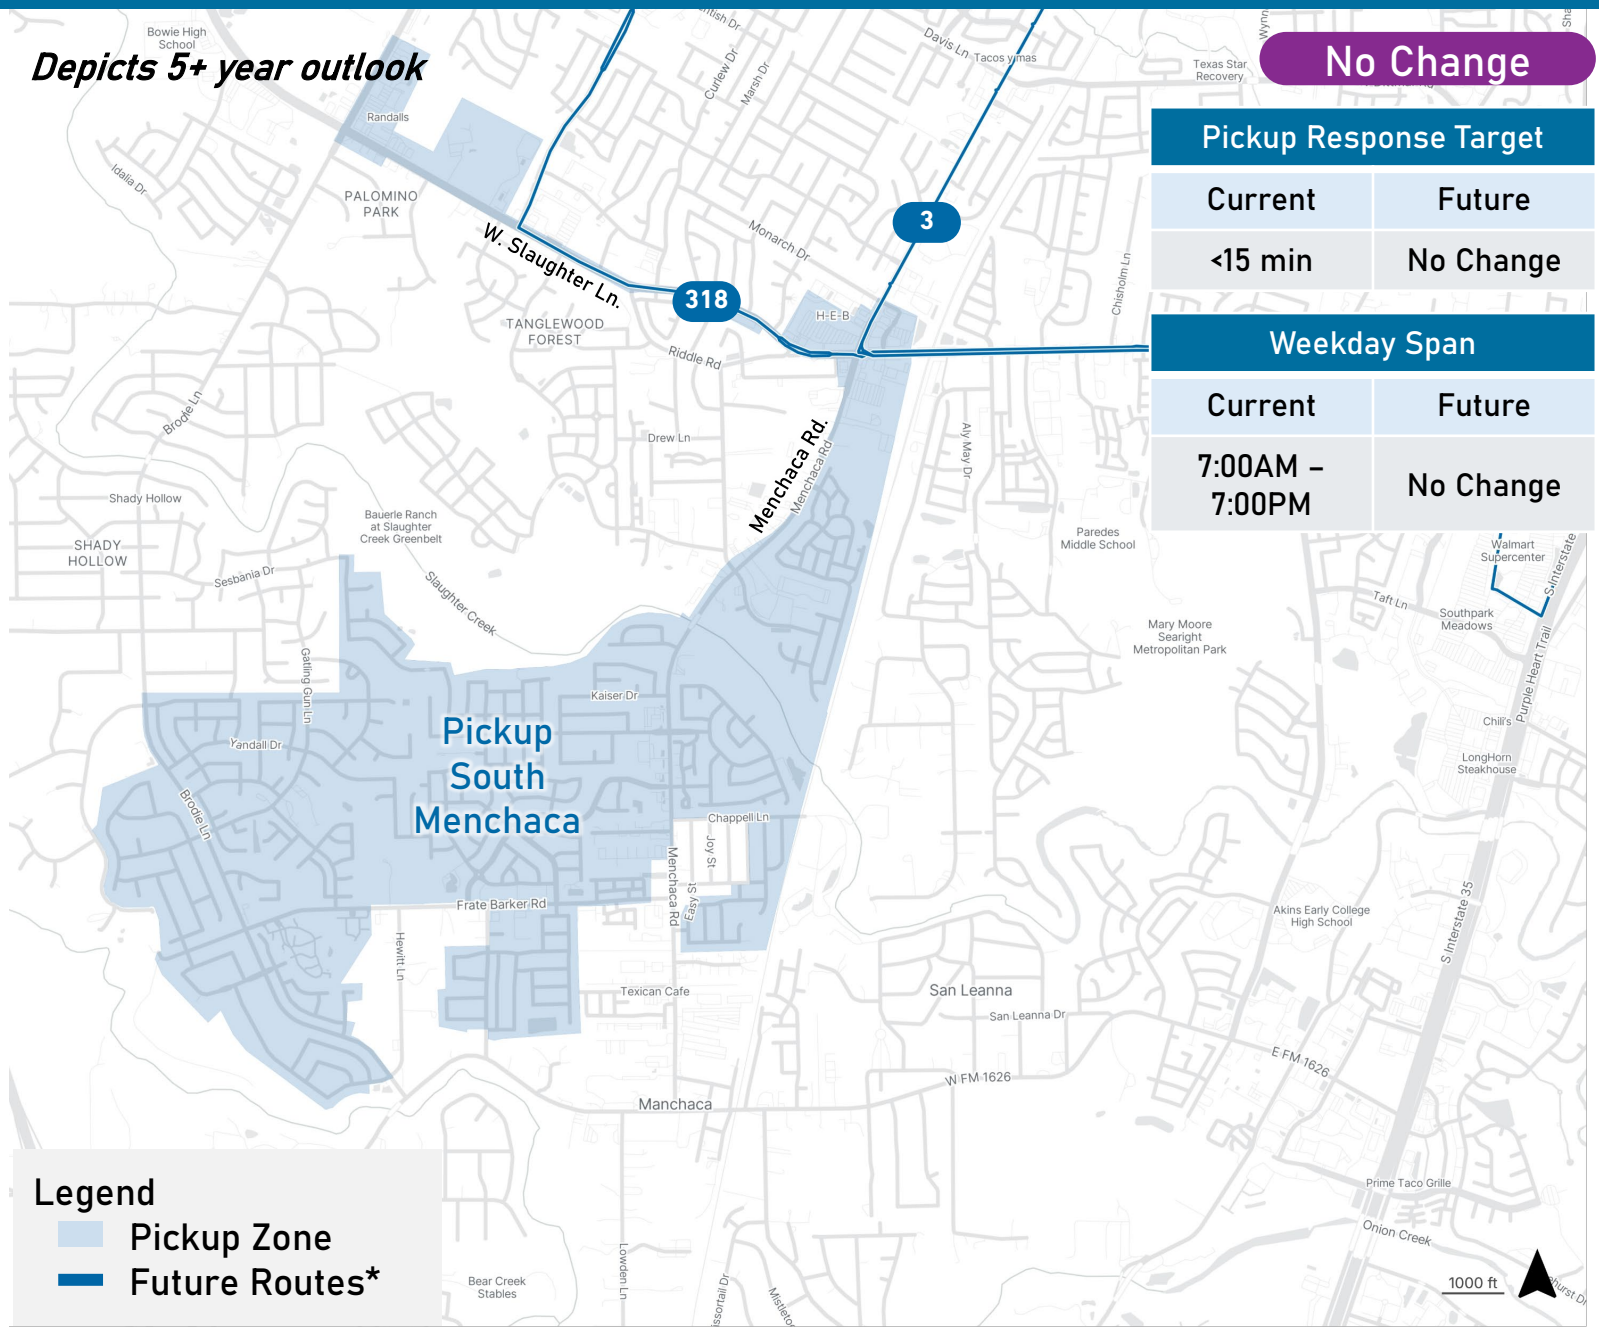 Depicts 5+ year outlook
No Change
Pickup Response Target
Current
Future
<15 min
No Change
Weekday Span
Current
Future
7:00AM –
7:00PM
No Change
Bowie High
School
Randalls
Idalia Dr
PALOMINO
PARK
Curlew Dr
Marsh Dr
Davis Ln
Tacos y mas
Texas Star
Recovery
W. Slaughter Ln.
318
3
Monarch Dr
H-E-B
Chisholm Ln
TANGLEWOOD
FOREST
Riddle Rd
Brodie Ln
Drew Ln
Menchaca Rd.
Menchaca Rd
Aly May Dr
Shady Hollow
Bauerle Ranch
at Slaughter
Creek Greenbelt
SHADY
HOLLOW
Sesbania Dr
Slaughter Creek
Paredes
Middle School
Walmart
Supercenter
S Interstate
Taft Ln
Southpark
Meadows
Mary Moore
Searight
Metropolitan Park
Purple Heart Trail
Gatling Gun Ln
Kaiser Dr
Yandall Dr
Pickup
South
Menchaca
Chili's
LongHorn
Steakhouse
Brodie Ln
Chappell Ln
Joy St
Menchaca Rd
Easy St
Frate Barker Rd
Hewitt Ln
Akins Early College
High School
S Interstate 35
Texican Cafe
San Leanna
San Leanna Dr
E FM 1626
W FM 1626
Manchaca
Prime Taco Grille
Onion Creek
Legend
Pickup Zone
Future Routes*
Bear Creek
Stables
Lowden Ln
1000 ft